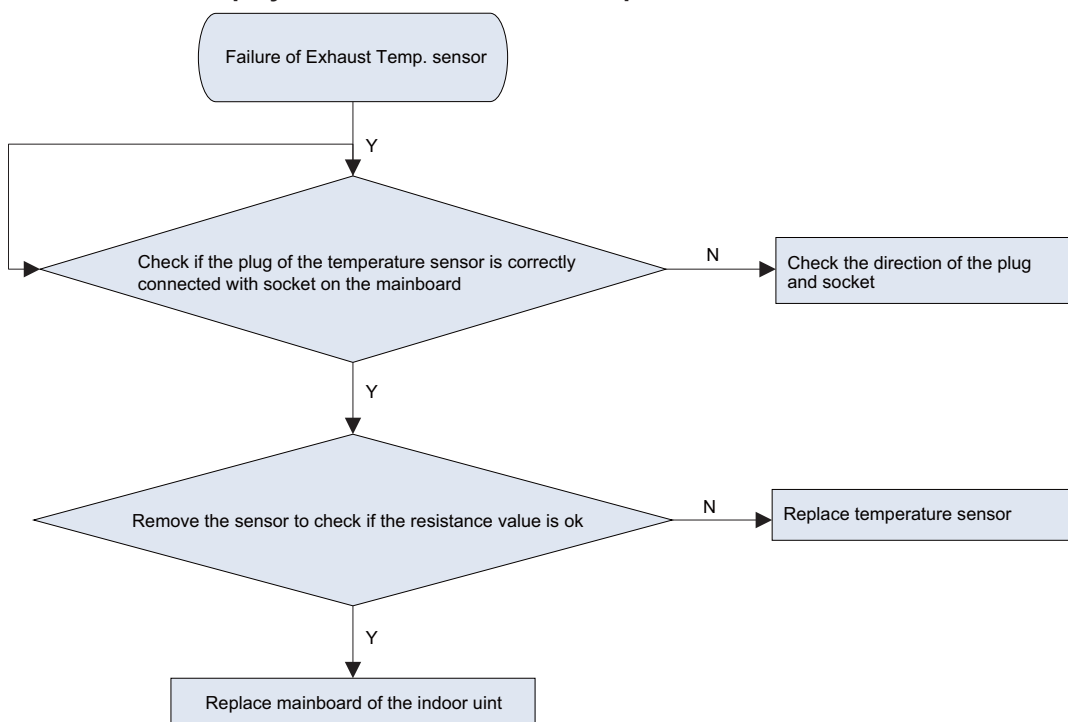 Failure of Exhaust Temp. sensor
Y
Check if the plug of the temperature sensor is correctly
connected with socket on the mainboard
N
Check the direction of the plug
and socket
Y
Remove the sensor to check if the resistance value is ok
N
Replace temperature sensor
Y
Replace mainboard of the indoor uint